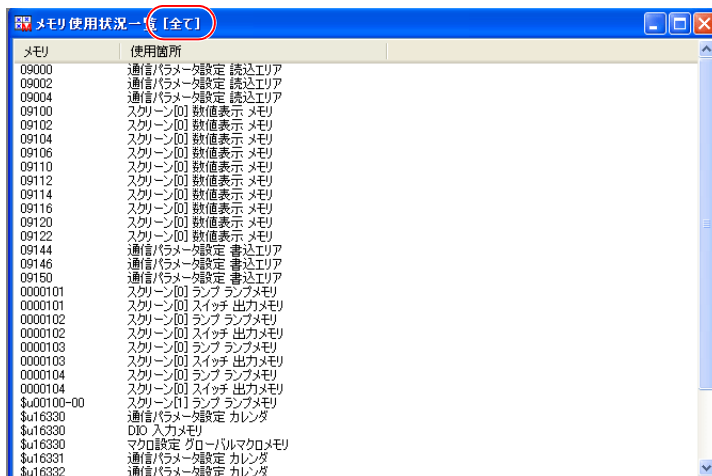 メモリ使用状況一覧 [全て]
メモリ 使用箇所
09000 通信パラメータ設定 読込エリア
09002 通信パラメータ設定 読込エリア
09004 通信パラメータ設定 読込エリア
09100 スクリーン[0] 数値表示 メモリ
09102 スクリーン[0] 数値表示 メモリ
09104 スクリーン[0] 数値表示 メモリ
09106 スクリーン[0] 数値表示 メモリ
09110 スクリーン[0] 数値表示 メモリ
09112 スクリーン[0] 数値表示 メモリ
09114 スクリーン[0] 数値表示 メモリ
09116 スクリーン[0] 数値表示 メモリ
09120 スクリーン[0] 数値表示 メモリ
09122 スクリーン[0] 数値表示 メモリ
09144 通信パラメータ設定 書込エリア
09146 通信パラメータ設定 書込エリア
09150 通信パラメータ設定 書込エリア
0000101 スクリーン[0] ランプ ランプメモリ
0000101 スクリーン[0] スイッチ 出力メモリ
0000102 スクリーン[0] ランプ ランプメモリ
0000102 スクリーン[0] スイッチ 出力メモリ
0000103 スクリーン[0] ランプ ランプメモリ
0000103 スクリーン[0] スイッチ 出力メモリ
0000104 スクリーン[0] ランプ ランプメモリ
0000104 スクリーン[0] スイッチ 出力メモリ
$u00100-00 スクリーン[1] ランプ ランプメモリ
$u16330 通信パラメータ設定 カレンダ
$u16330 DIO 入力メモリ
$u16330 マクロ設定 グローバルマクロメモリ
$u16331 通信パラメータ設定 カレンダ
$u16332 通信パラメータ設定 カレンダ